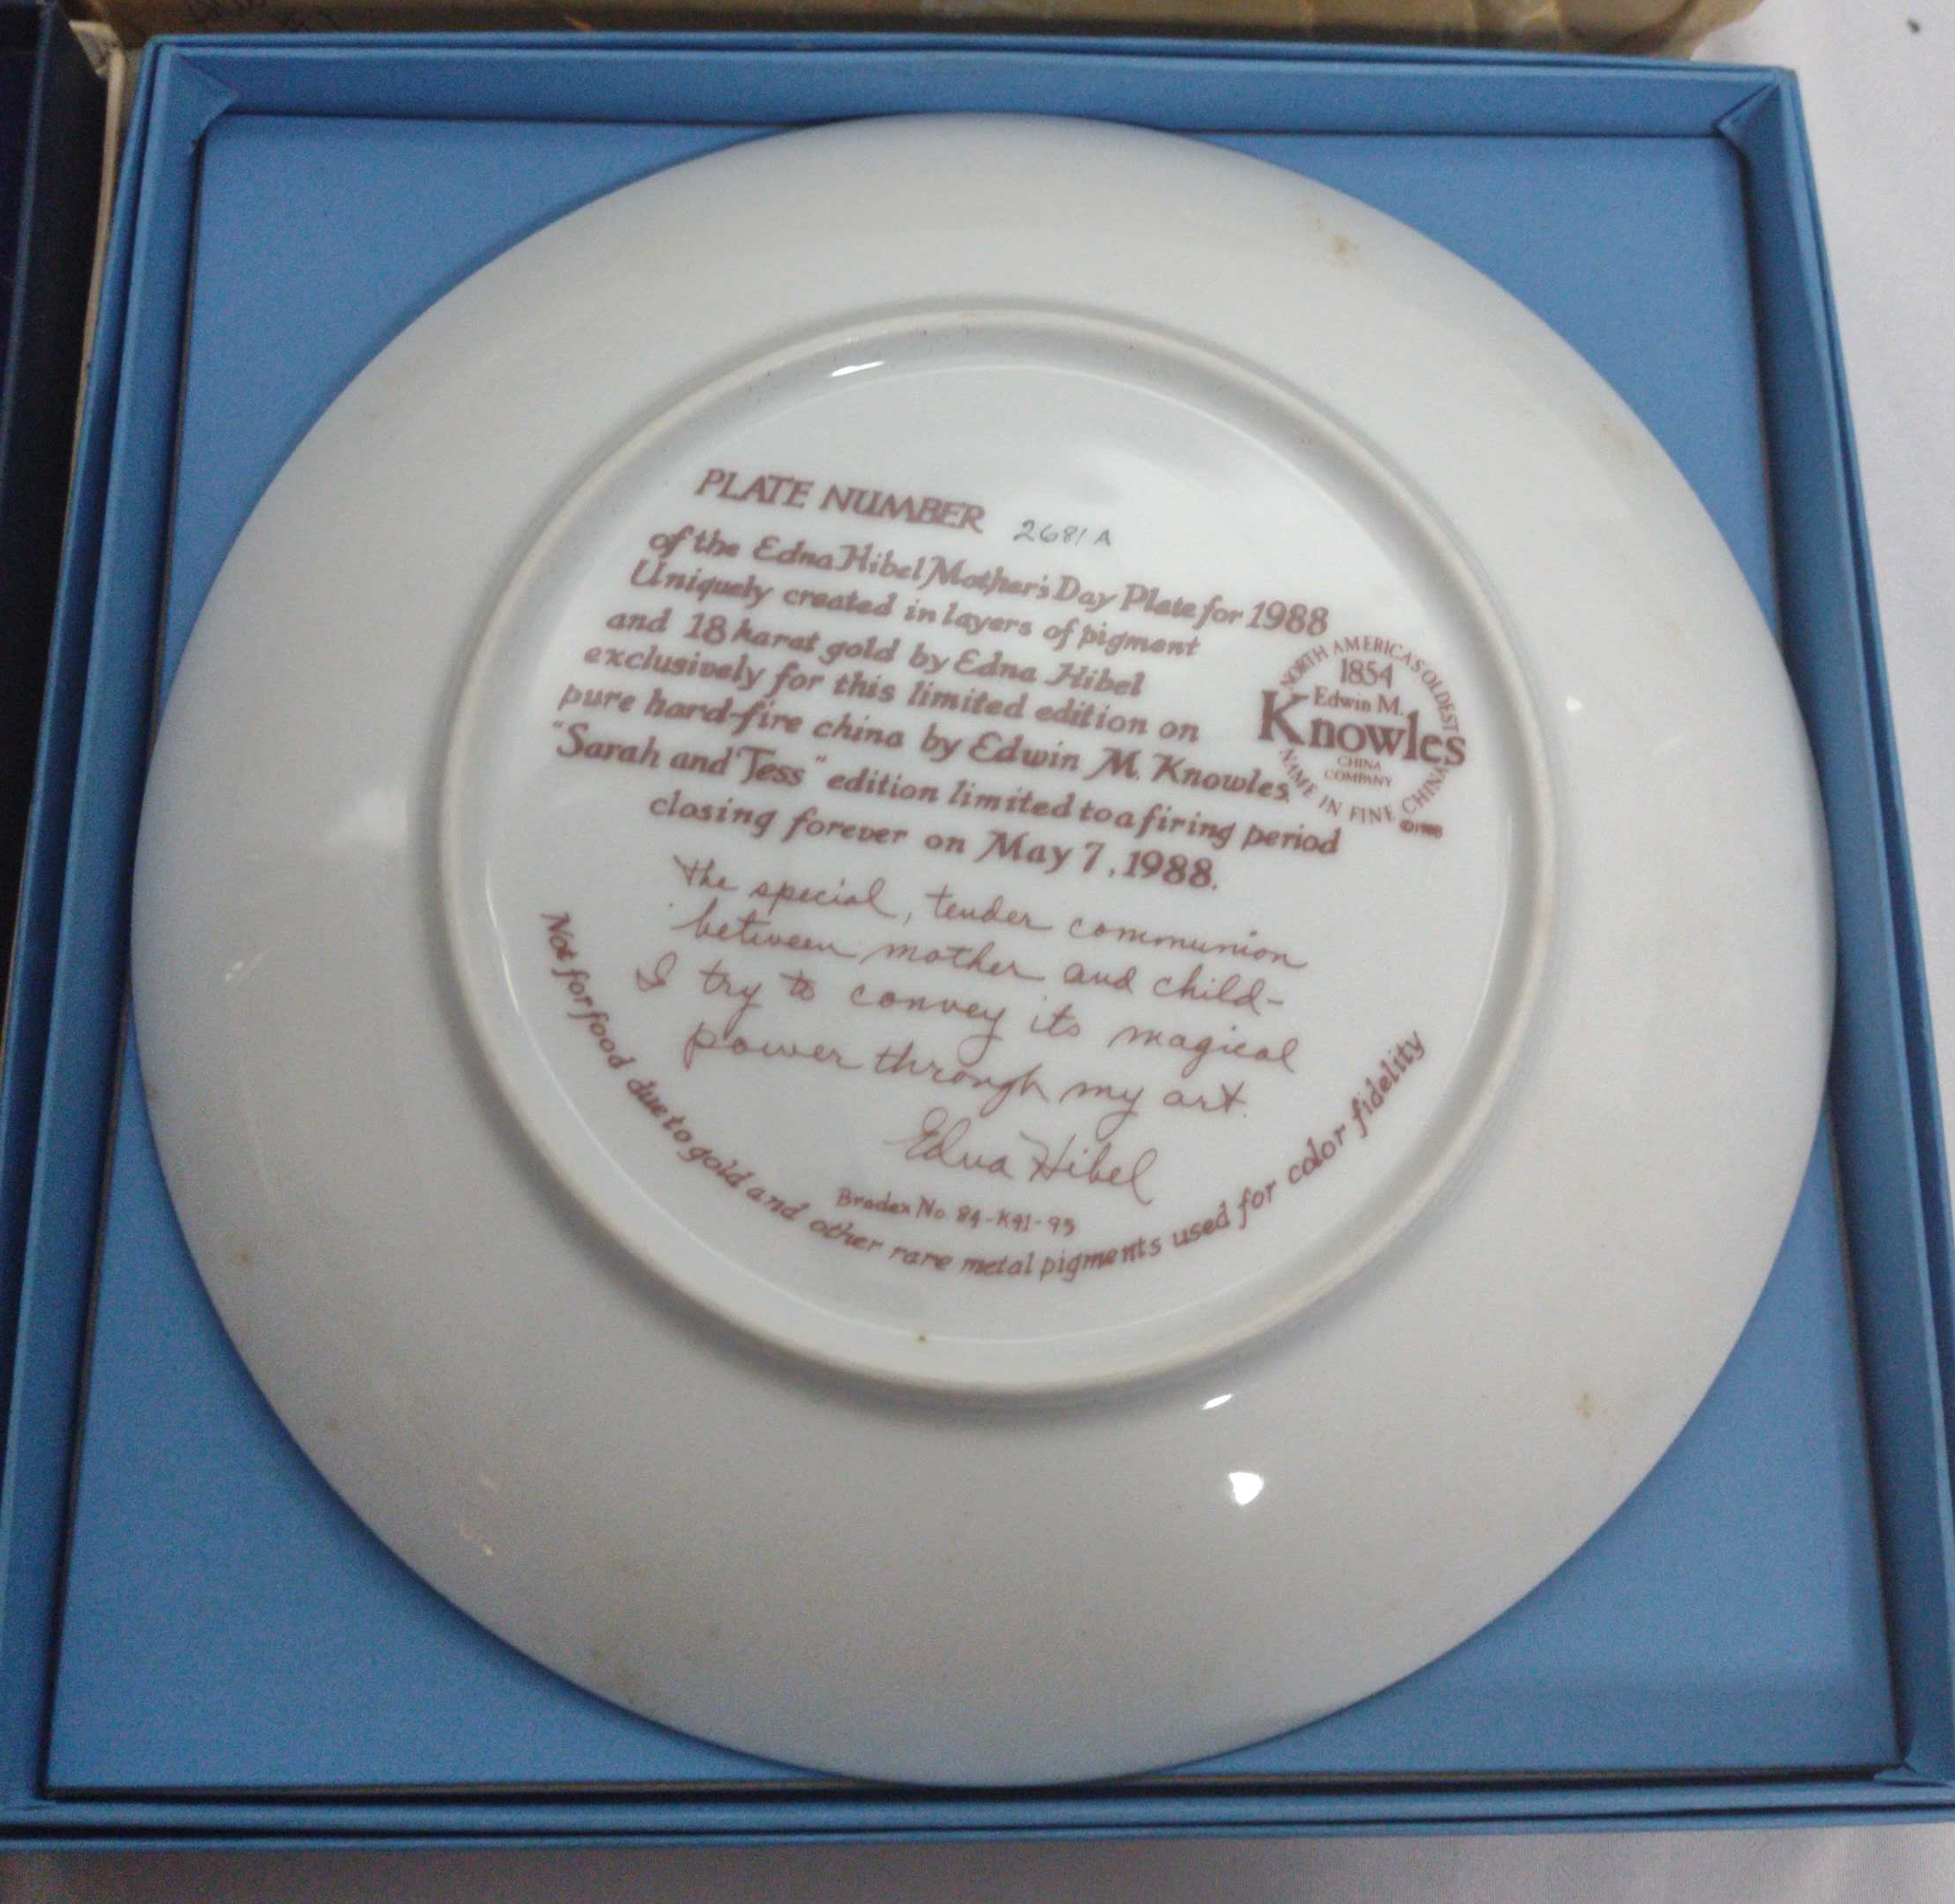 PLATE NUMBER 2681A
of the Edna Hibel Mother's Day Plate for 1988
Uniquely created in layers of pigment
and 18 karat gold by Edna Hibel
exclusively for this limited edition on
pure hard-fire china by Edwin M. Knowles.
"Sarah and Tess" edition limited to a firing period
closing forever on May 7, 1988.
NORTH AMERICA'S OLDEST
1854
Edwin M.
Knowles
CHINA
COMPANY
NAME IN FINE CHINA
the special, tender communion
between mother and child-
I try to convey its magical
power through my art.
Edna Hibel
Bradex No. 84-K41-95
Not for food due to gold and other rare metal pigments used for color fidelity